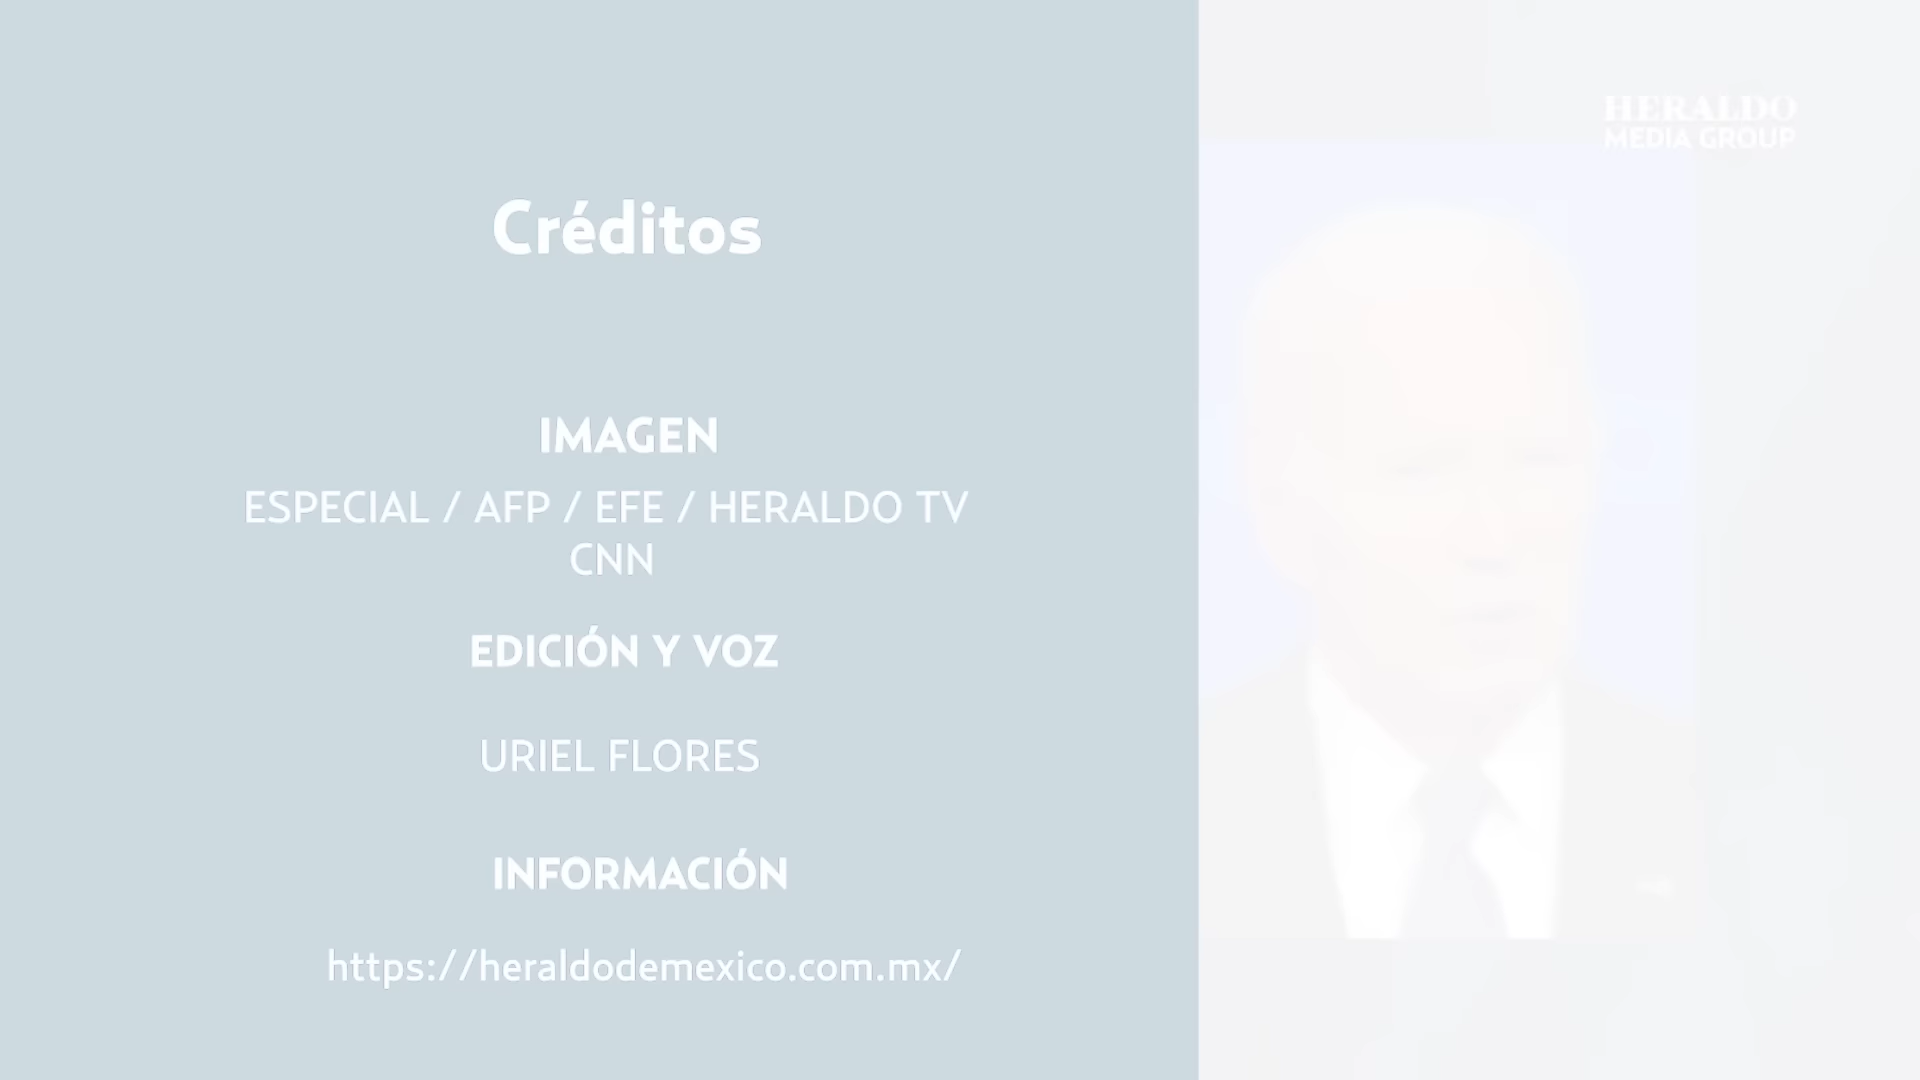 HERALDO
MEDIA GROUP
Créditos
IMAGEN
ESPECIAL / AFP / EFE / HERALDO TV
CNN
EDICIÓN Y VOZ
URIEL FLORES
INFORMACIÓN
https://heraldodemexico.com.mx/